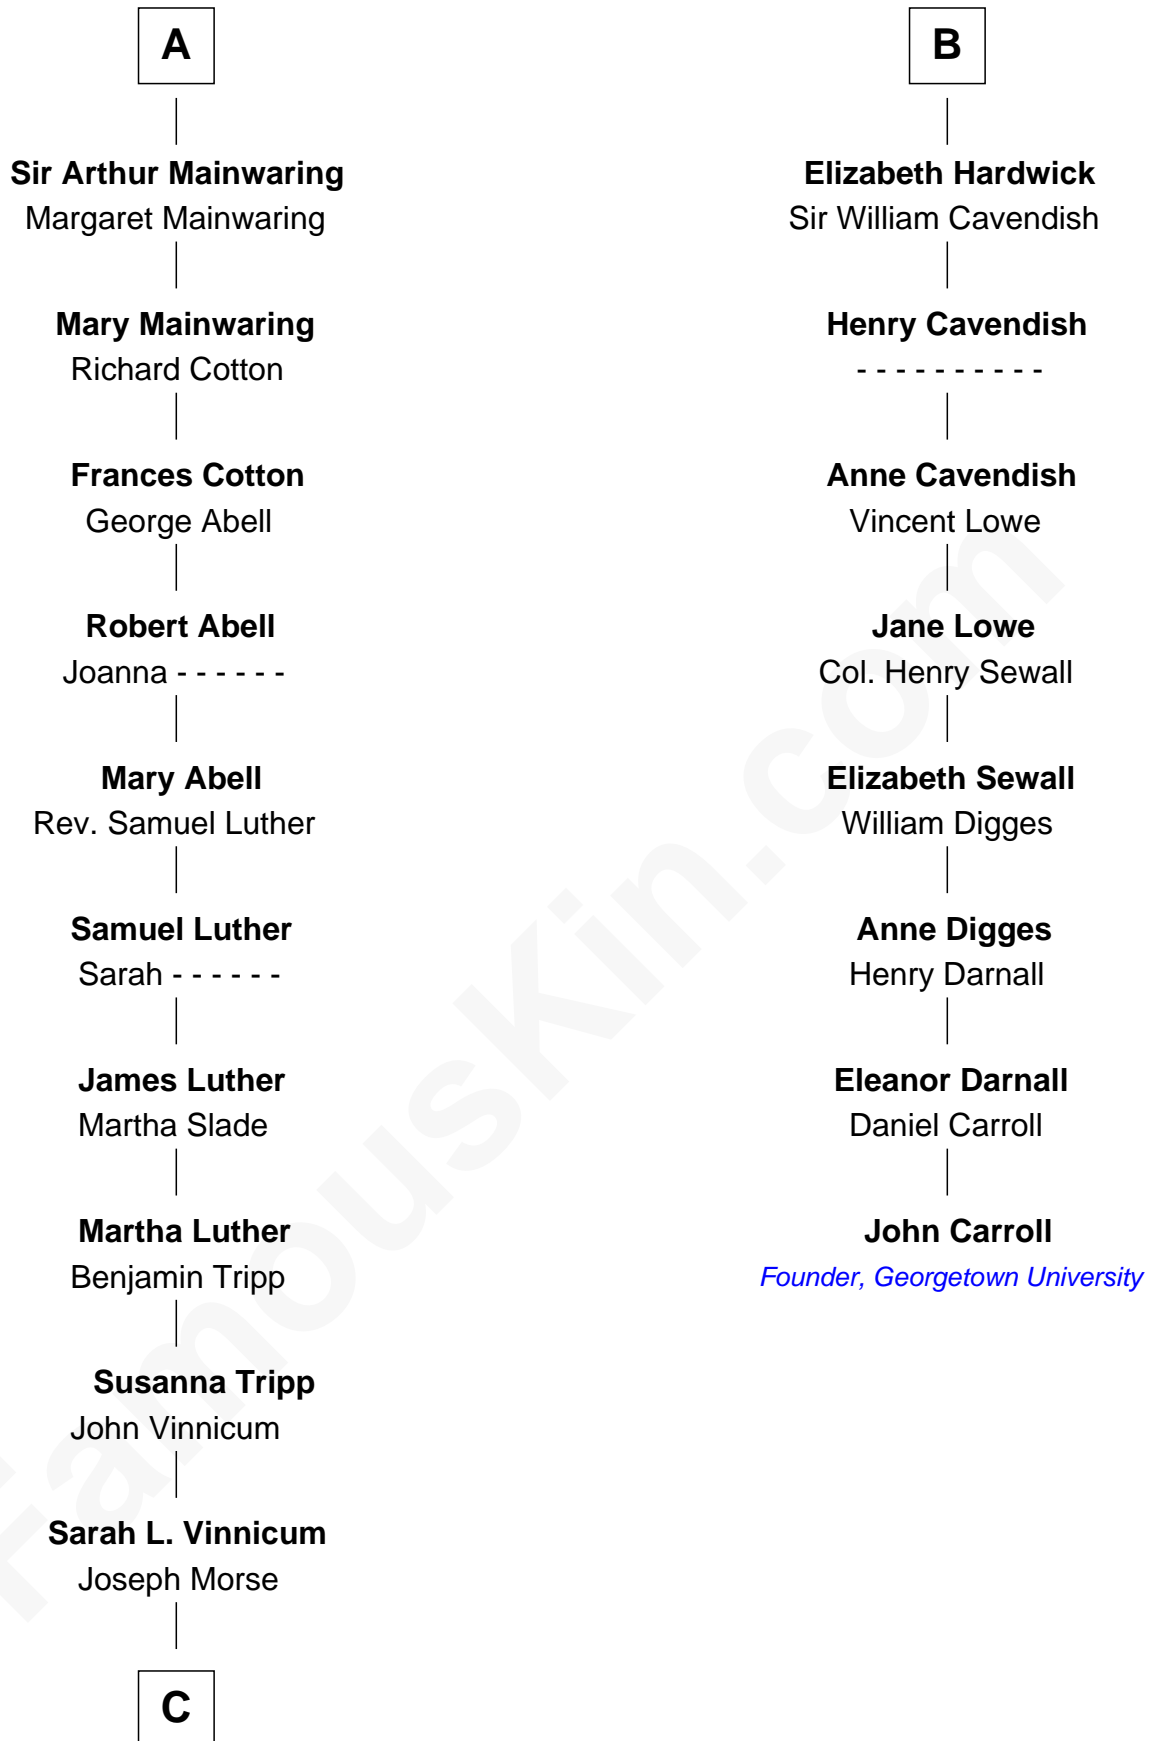 A
Sir Arthur Mainwaring
Margaret Mainwaring
Mary Mainwaring
Richard Cotton
Frances Cotton
George Abell
Robert Abell
Joanna - - - - - -
Mary Abell
Rev. Samuel Luther
Samuel Luther
Sarah - - - - - -
James Luther
Martha Slade
Martha Luther
Benjamin Tripp
Susanna Tripp
John Vinnicum
Sarah L. Vinnicum
Joseph Morse
C
B
Elizabeth Hardwick
Sir William Cavendish
Henry Cavendish
- - - - - - - - - -
Anne Cavendish
Vincent Lowe
Jane Lowe
Col. Henry Sewall
Elizabeth Sewall
William Digges
Anne Digges
Henry Darnall
Eleanor Darnall
Daniel Carroll
John Carroll
Founder, Georgetown University
FamousKin.com